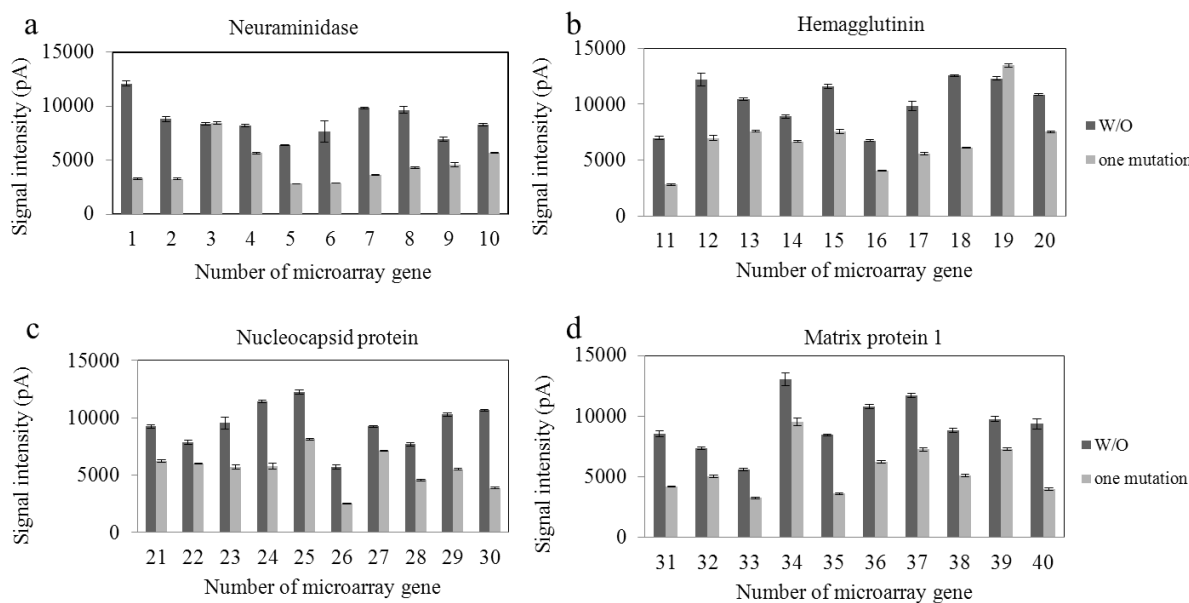 a
Neuraminidase
Signal intensity (pA)
15000
10000
5000
0
1 2 3 4 5 6 7 8 9 10
Number of microarray gene
b
Hemagglutinin
Signal intensity (pA)
15000
10000
5000
0
11 12 13 14 15 16 17 18 19 20
Number of microarray gene
W/O
one mutation
c
Nucleocapsid protein
Signal intensity (pA)
15000
10000
5000
0
21 22 23 24 25 26 27 28 29 30
Number of microarray gene
d
Matrix protein 1
Signal intensity (pA)
15000
10000
5000
0
31 32 33 34 35 36 37 38 39 40
Number of microarray gene
W/O
one mutation